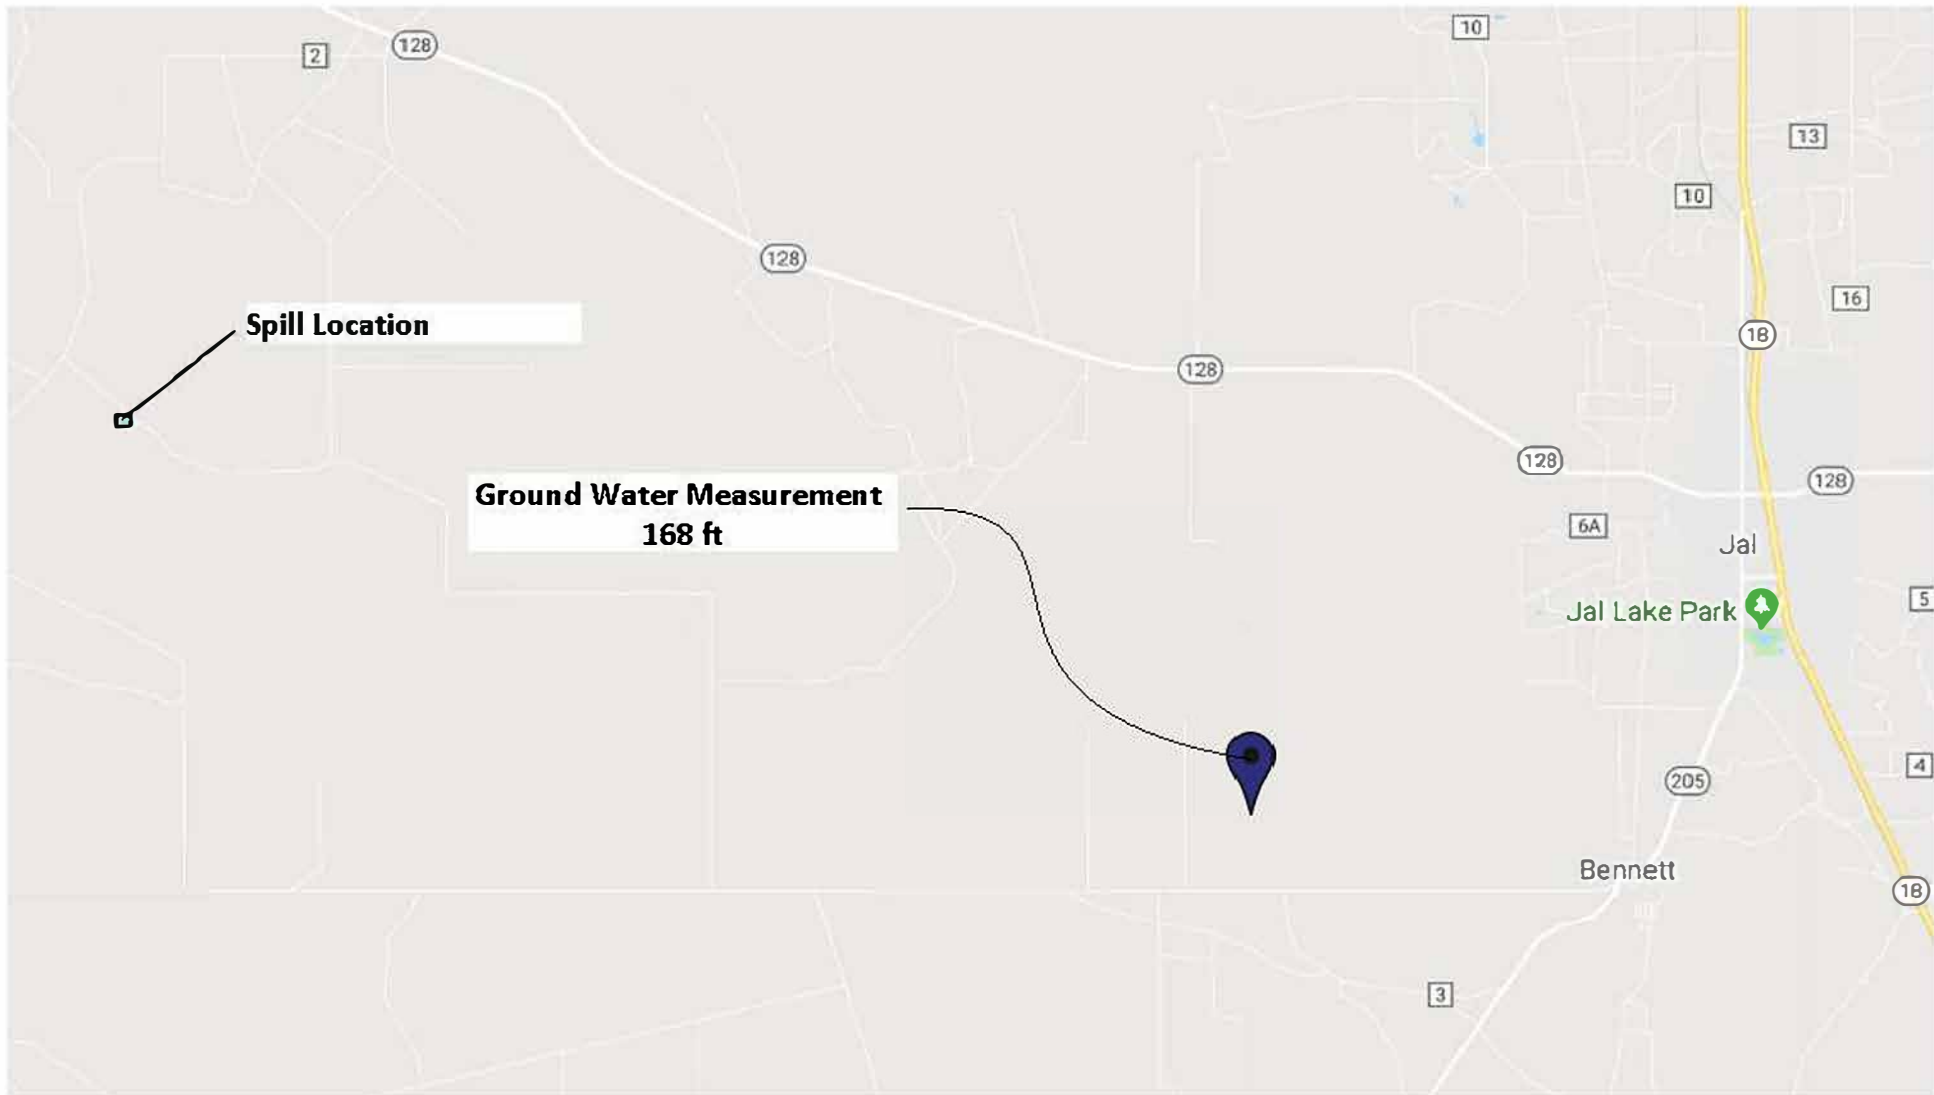 10
2
128
13
10
128
16
Spill Location
18
128
128
128
Ground Water Measurement
168 ft
6A
Jal
5
Jal Lake Park
4
205
Bennett
18
3